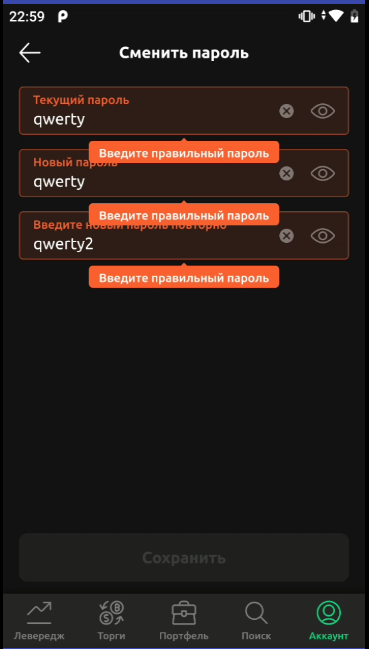 22:59
Сменить пароль
Текущий пароль
qwerty
Введите правильный пароль
Новый пароль
qwerty
Введите правильный пароль
Введите новый пароль повторно
qwerty2
Введите правильный пароль
Сохранить
Левередж
Торги
Портфель
Поиск
Аккаунт